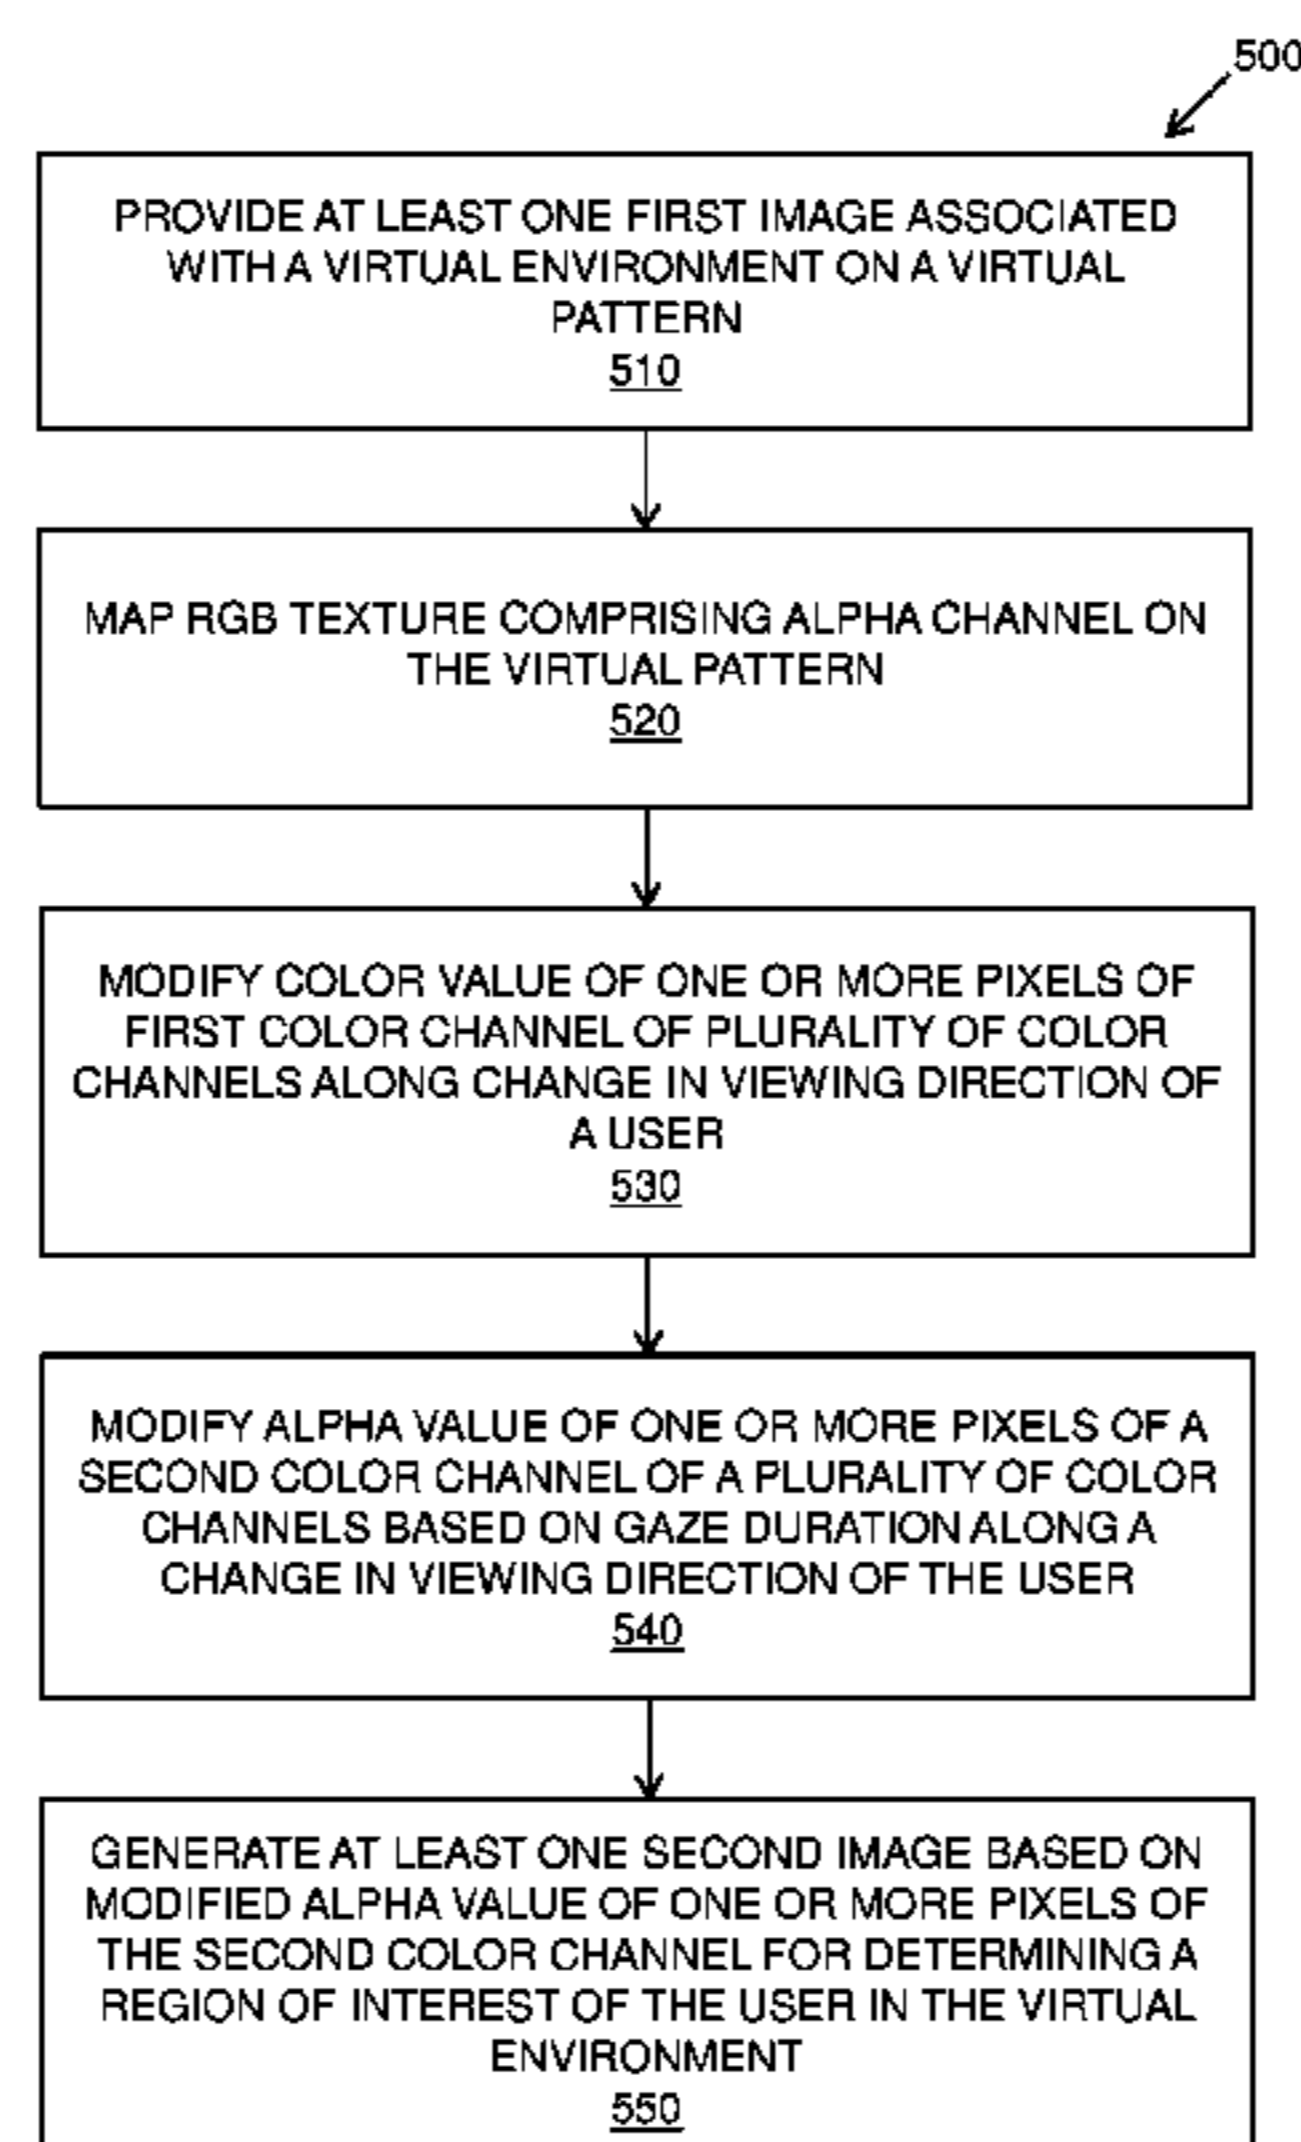 500
PROVIDE AT LEAST ONE FIRST IMAGE ASSOCIATED
WITH A VIRTUAL ENVIRONMENT ON A VIRTUAL
PATTERN
510
MAP RGB TEXTURE COMPRISING ALPHA CHANNEL ON
THE VIRTUAL PATTERN
520
MODIFY COLOR VALUE OF ONE OR MORE PIXELS OF
FIRST COLOR CHANNEL OF PLURALITY OF COLOR
CHANNELS ALONG CHANGE IN VIEWING DIRECTION OF
A USER
530
MODIFY ALPHA VALUE OF ONE OR MORE PIXELS OF A
SECOND COLOR CHANNEL OF A PLURALITY OF COLOR
CHANNELS BASED ON GAZE DURATION ALONG A
CHANGE IN VIEWING DIRECTION OF THE USER
540
GENERATE AT LEAST ONE SECOND IMAGE BASED ON
MODIFIED ALPHA VALUE OF ONE OR MORE PIXELS OF
THE SECOND COLOR CHANNEL FOR DETERMINING A
REGION OF INTEREST OF THE USER IN THE VIRTUAL
ENVIRONMENT
550